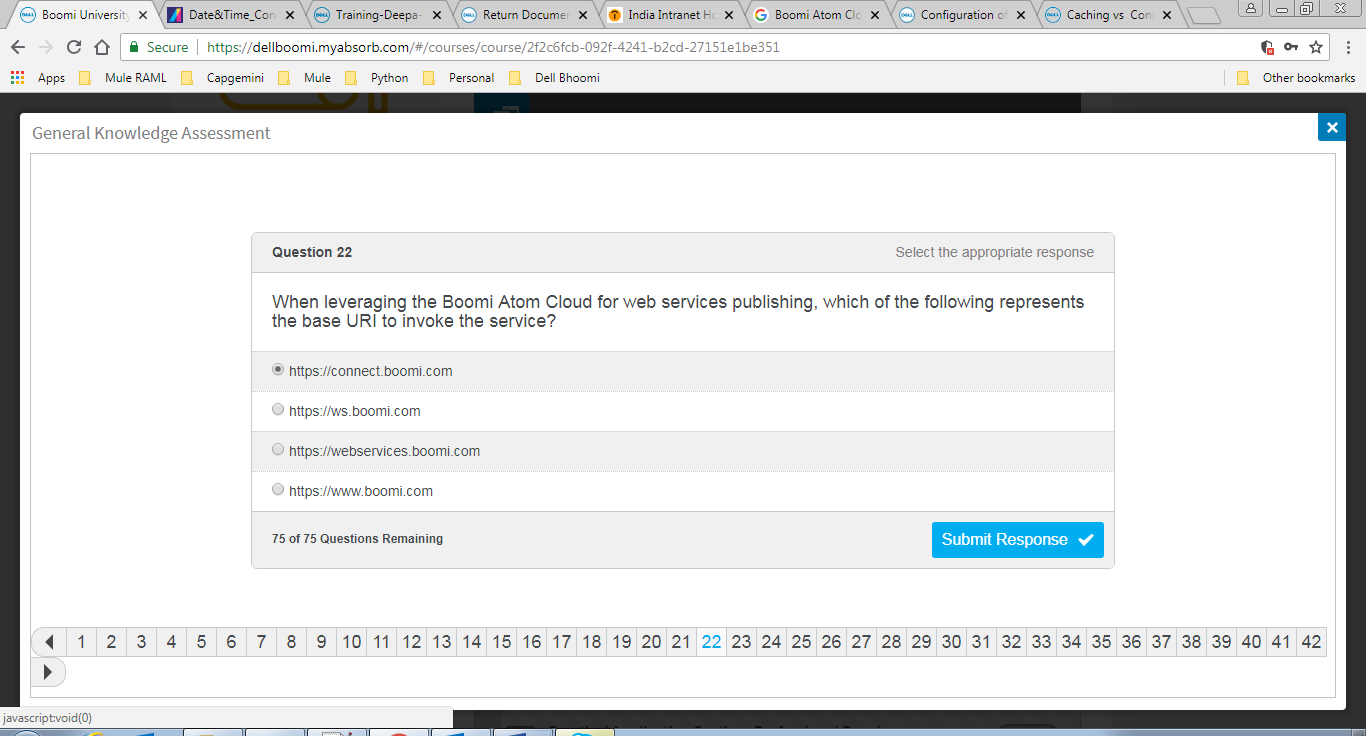 Boomi University
Date&Time_Con
Training-Deepa-
Return Documen
India Intranet Ho
Boomi Atom Clo
Configuration of
Caching vs Con
Secure
https://dellboomi.myabsorb.com/#/courses/course/2f2c6fcb-092f-4241-b2cd-27151e1be351
Apps
Mule RAML
Capgemini
Mule
Python
Personal
Dell Bhoomi
Other bookmarks
General Knowledge Assessment
Question 22
Select the appropriate response
When leveraging the Boomi Atom Cloud for web services publishing, which of the following represents
the base URI to invoke the service?
https://connect.boomi.com
https://ws.boomi.com
https://webservices.boomi.com
https://www.boomi.com
75 of 75 Questions Remaining
Submit Response
1 2 3 4 5 6 7 8 9 10 11 12 13 14 15 16 17 18 19 20 21 22 23 24 25 26 27 28 29 30 31 32 33 34 35 36 37 38 39 40 41 42
javascript:void(0)